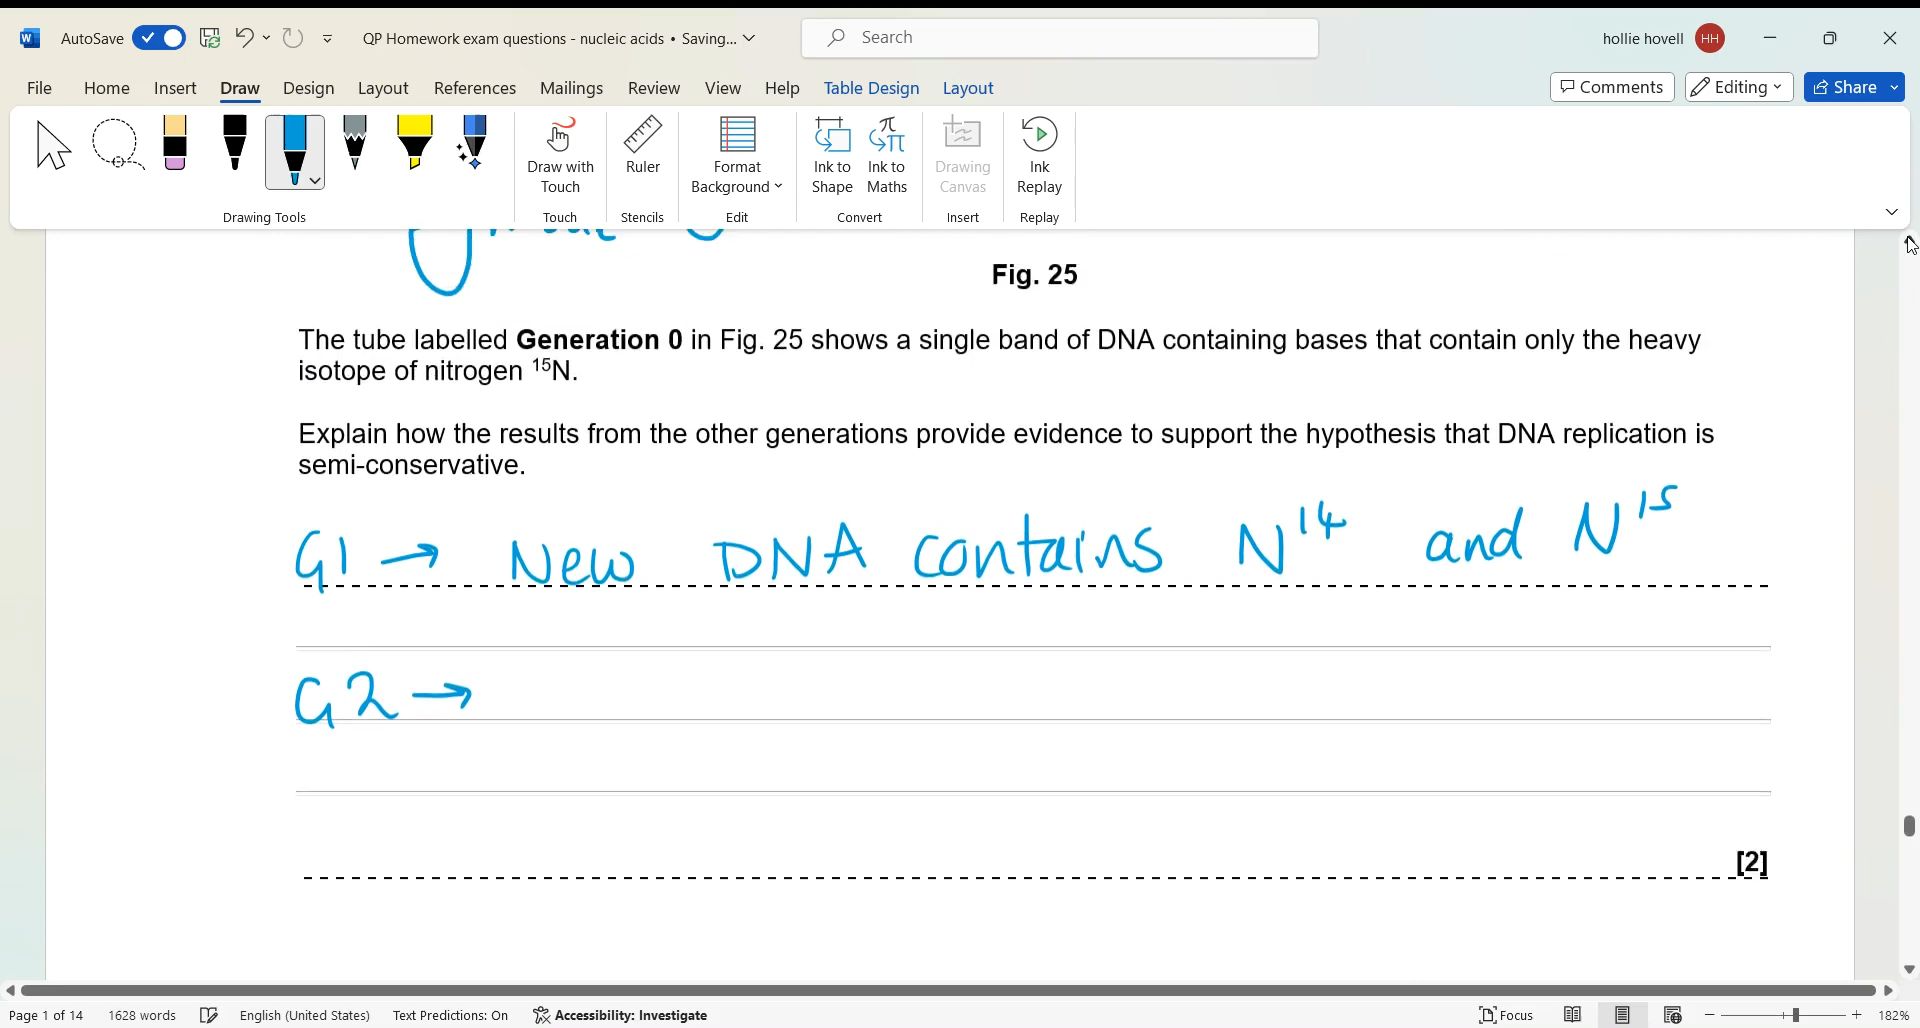 AutoSave
QP Homework exam questions - nucleic acids • Saving...
Search
hollie hovell HH
File Home Insert Draw Design Layout References Mailings Review View Help Table Design Layout
Comments Editing Share
Draw with Touch
Ruler
Format Background
Ink to Shape
Ink to Maths
Drawing Canvas
Ink Replay
Drawing Tools Touch Stencils Edit Convert Insert Replay
Fig. 25
The tube labelled Generation 0 in Fig. 25 shows a single band of DNA containing bases that contain only the heavy
isotope of nitrogen ¹⁵N.
Explain how the results from the other generations provide evidence to support the hypothesis that DNA replication is
semi-conservative.
G1 → New DNA contains N¹⁴ and N¹⁵
G2 →
[2]
Page 1 of 14 1628 words English (United States) Text Predictions: On Accessibility: Investigate Focus 182%